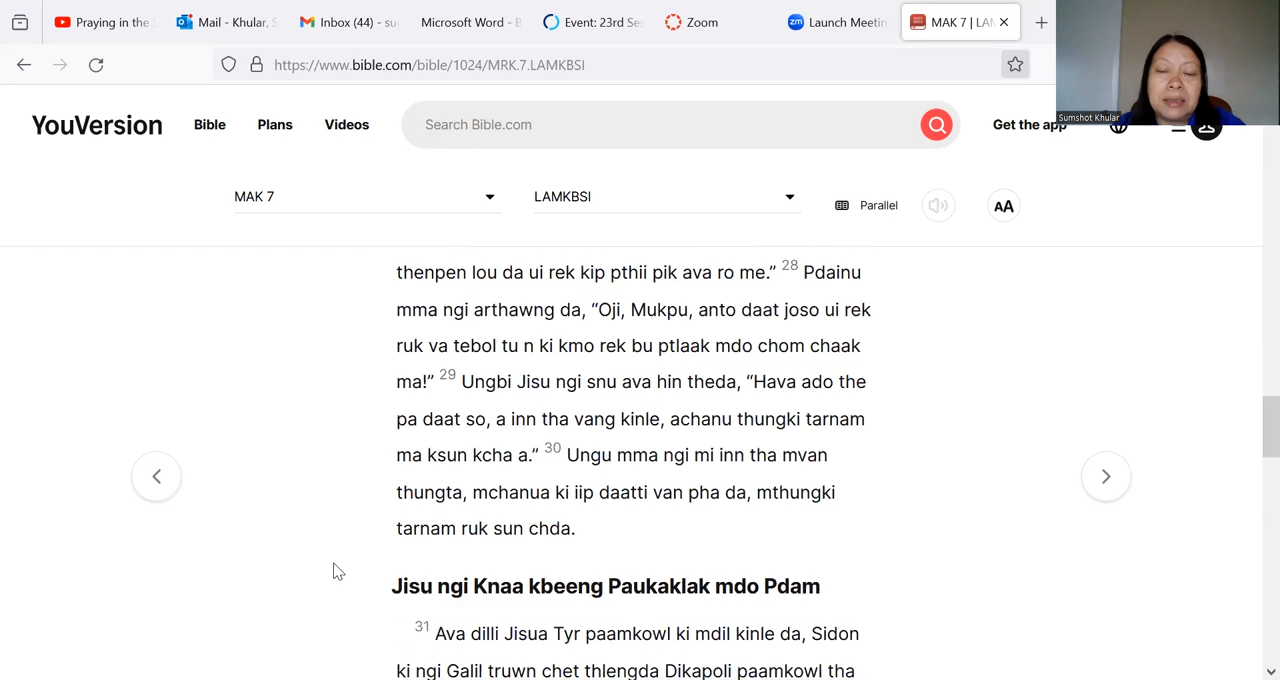 Praying in the
Mail - Khular, S
Inbox (44) - su
Microsoft Word - B
Event: 23rd Se
Zoom
Launch Meetin
MAK 7 | LA
https://www.bible.com/bible/1024/MRK.7.LAMKBSI
Sumshot Khular
YouVersion
Bible
Plans
Videos
Search Bible.com
Get the app
MAK 7
LAMKBSI
Parallel
AA
thenpen lou da ui rek kip pthii pik ava ro me.” 28 Pdainu
mma ngi arthawng da, “Oji, Mukpu, anto daat joso ui rek
ruk va tebol tu n ki kmo rek bu ptlaak mdo chom chaak
ma!” 29 Ungbi Jisu ngi snu ava hin theda, “Hava ado the
pa daat so, a inn tha vang kinle, achanu thungki tarnam
ma ksun kcha a.” 30 Ungu mma ngi mi inn tha mvan
thungta, mchanua ki iip daatti van pha da, mthungki
tarnam ruk sun chda.
Jisu ngi Knaa kbeeng Paukaklak mdo Pdam
31 Ava dilli Jisua Tyr paamkowl ki mdil kinle da, Sidon
ki ngi Galil truwn chet thlengda Dikapoli paamkowl tha